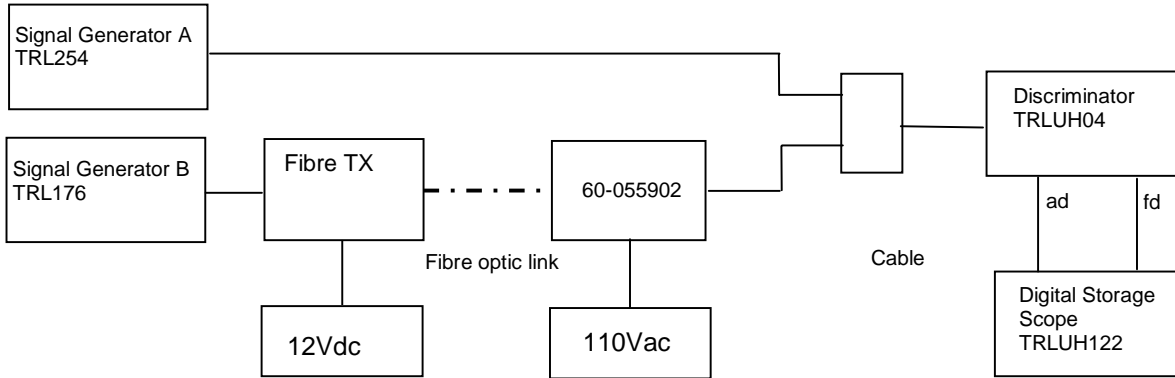 Signal Generator A
TRL254
Signal Generator B
TRL176
Fibre TX
60-055902
Fibre optic link
12Vdc
110Vac
Cable
Discriminator
TRLUH04
ad
fd
Digital Storage
Scope
TRLUH122